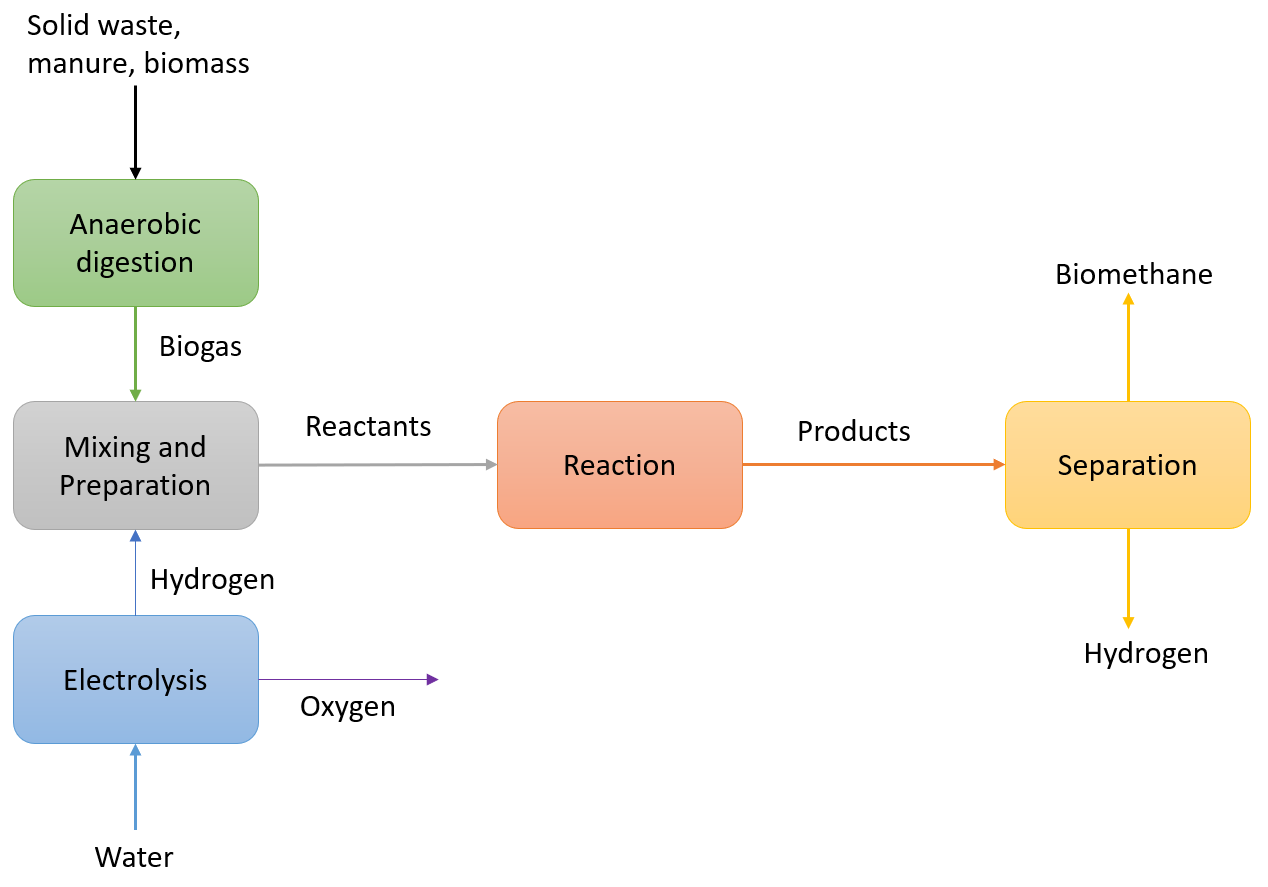 Solid waste,
manure, biomass
Anaerobic
digestion
Biogas
Mixing and
Preparation
Reactants
Reaction
Products
Separation
Biomethane
Hydrogen
Hydrogen
Electrolysis
Oxygen
Water